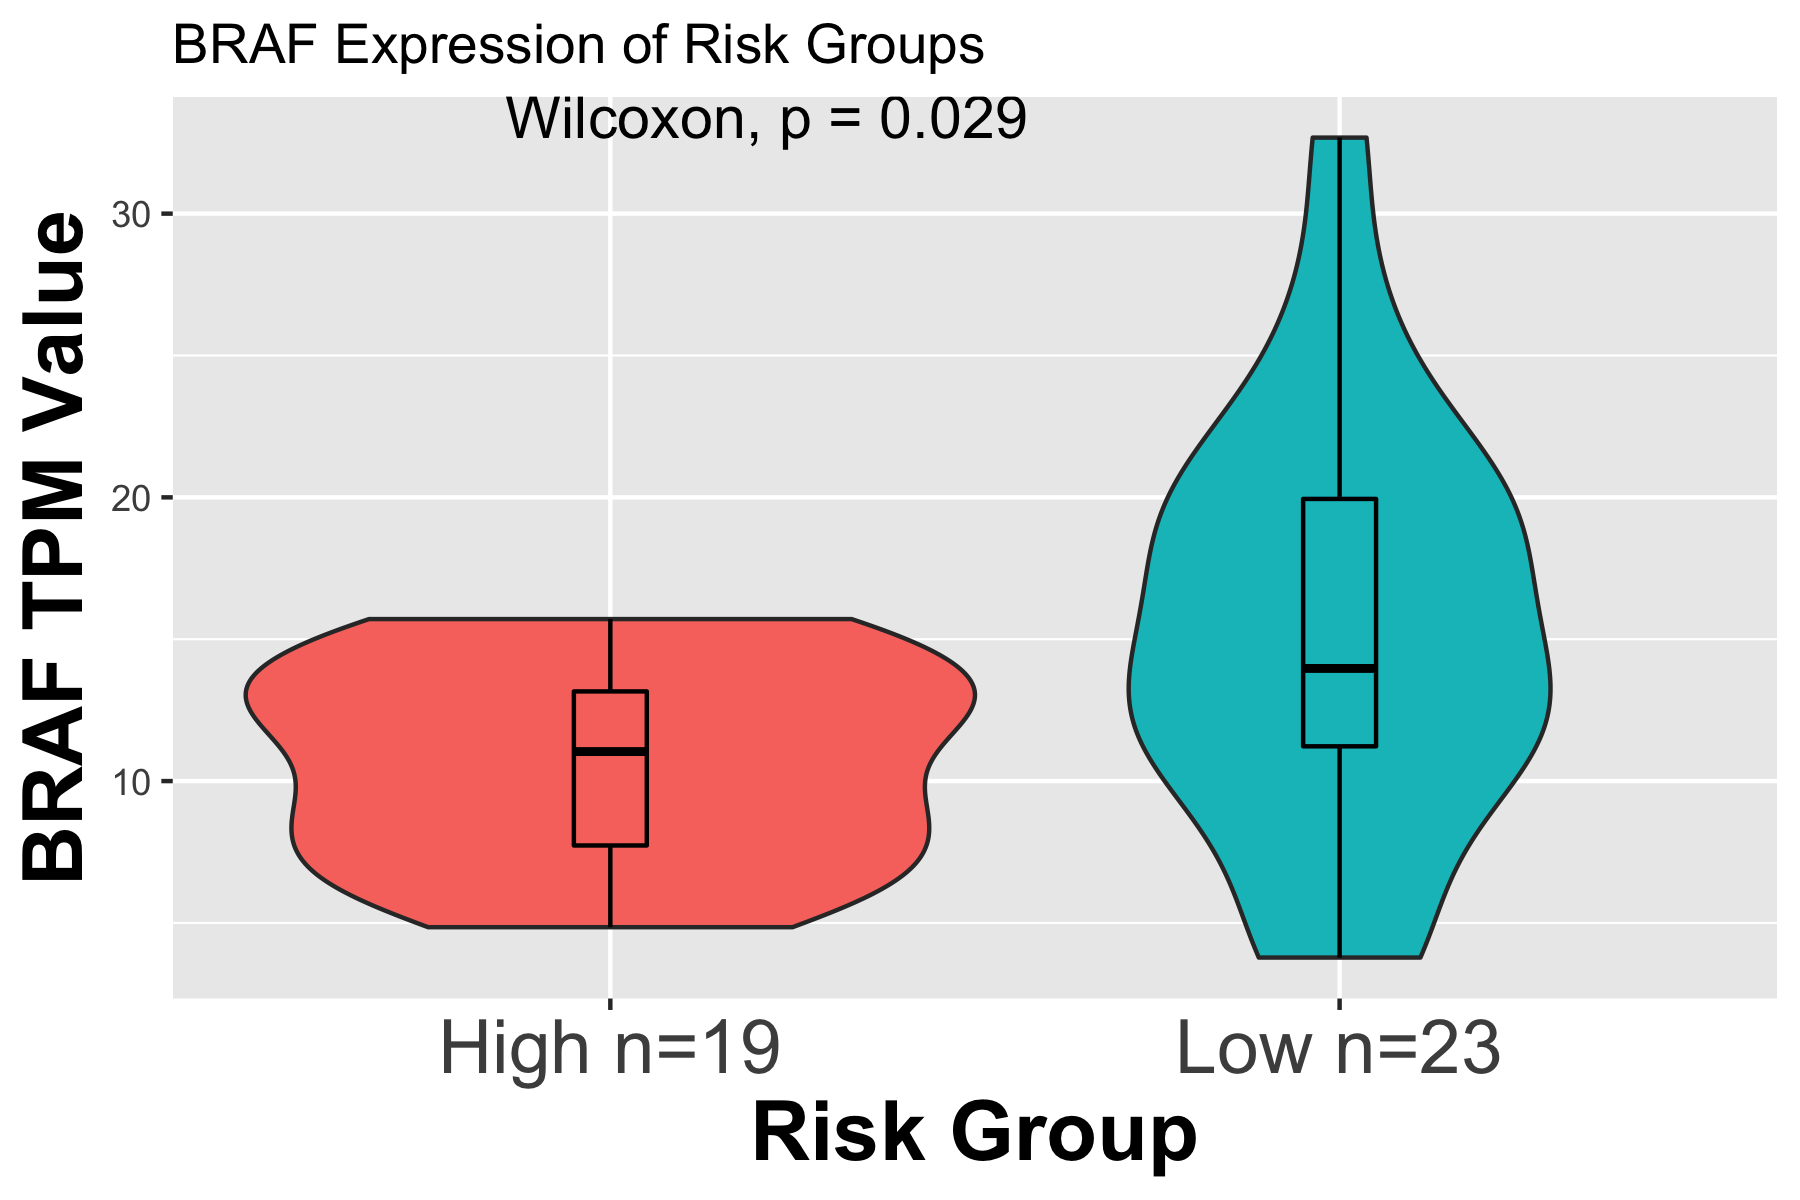 BRAF Expression of Risk Groups
Wilcoxon, p = 0.029
BRAF TPM Value
30
20
10
High n=19
Low n=23
Risk Group